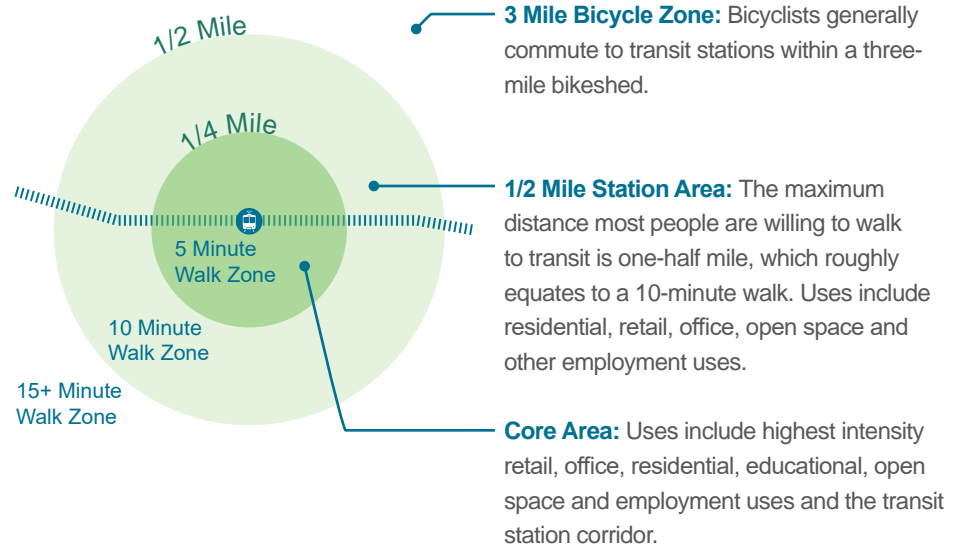 1/2 Mile
1/4 Mile
5 Minute
Walk Zone
10 Minute
Walk Zone
15+ Minute
Walk Zone
3 Mile Bicycle Zone: Bicyclists generally
commute to transit stations within a three-
mile bikeshed.
1/2 Mile Station Area: The maximum
distance most people are willing to walk
to transit is one-half mile, which roughly
equates to a 10-minute walk. Uses include
residential, retail, office, open space and
other employment uses.
Core Area: Uses include highest intensity
retail, office, residential, educational, open
space and employment uses and the transit
station corridor.